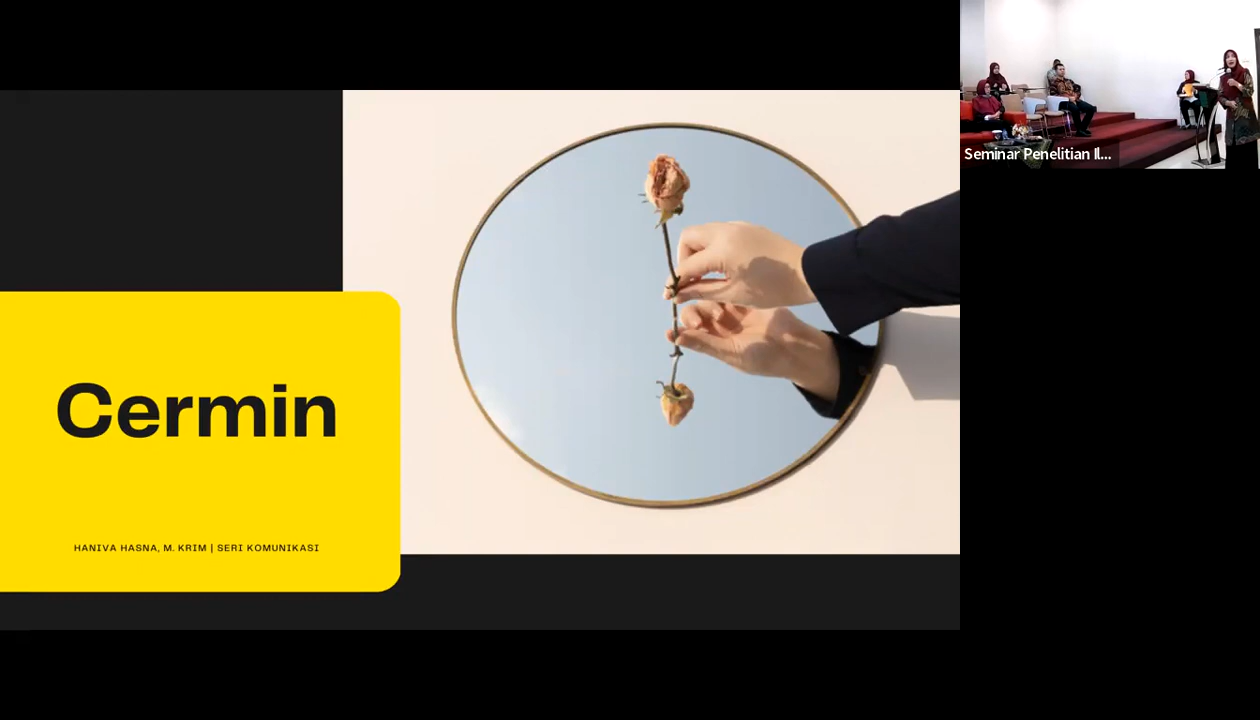 Cermin
HANIVA HASNA, M. KRIM | SERI KOMUNIKASI
Seminar Penelitian Il...